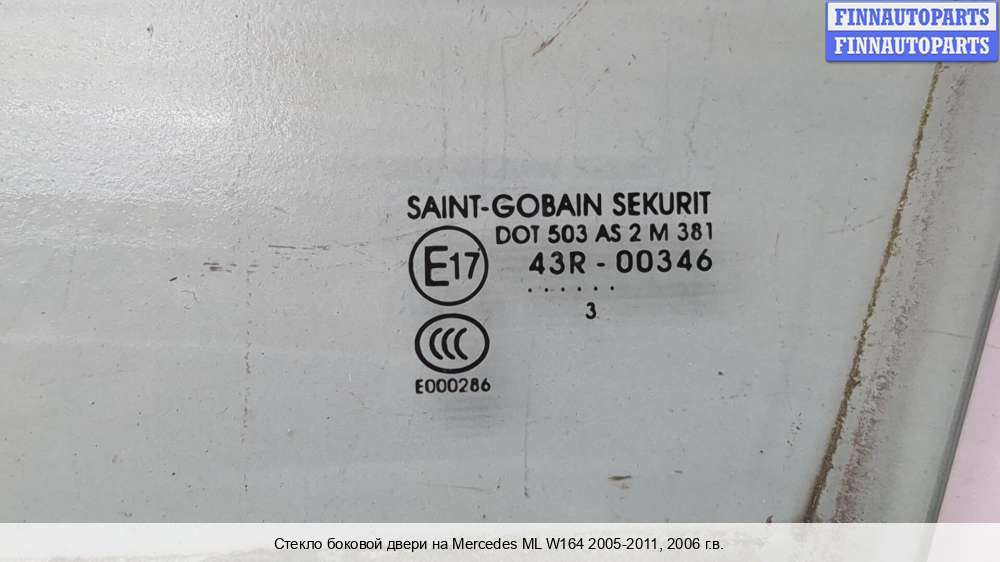 FINNAUTOPARTS
FINNAUTOPARTS
SAINT-GOBAIN SEKURIT
DOT 503 AS 2 M 381
E17
43R - 00346
. . . . . .
3
CCC
E000286
Стекло боковой двери на Mercedes ML W164 2005-2011, 2006 г.в.